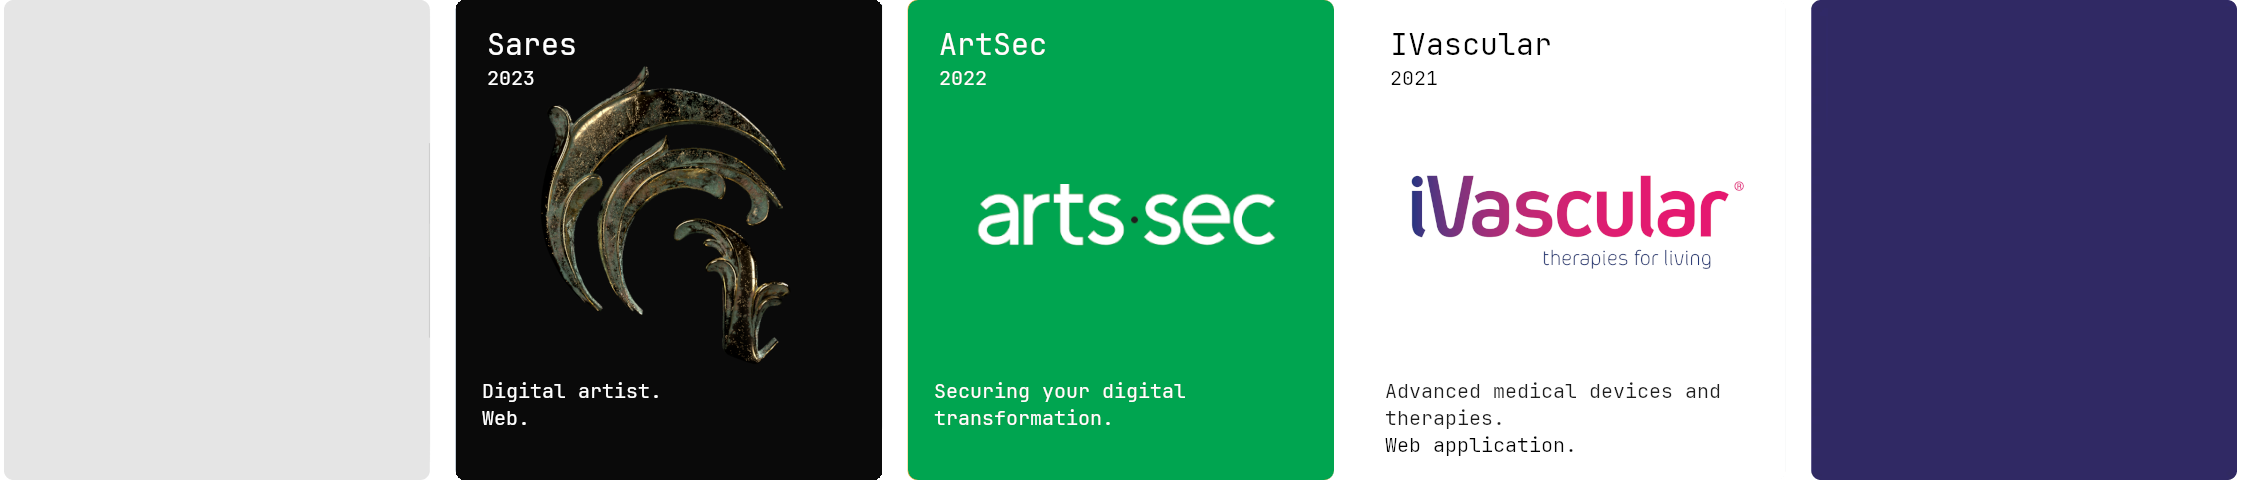 Sares
2023
Digital artist.
Web.
ArtSec
2022
arts·sec
Securing your digital
transformation.
IVascular
2021
iVascular®
therapies for living
Advanced medical devices and
therapies.
Web application.